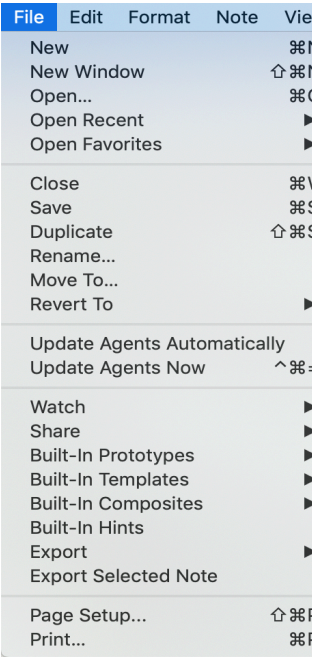 File Edit Format Note
New ⌘
New Window ⇧⌘
Open... ⌘
Open Recent ▶
Open Favorites ▶
Close ⌘
Save ⌘
Duplicate ⇧⌘
Rename...
Move To...
Revert To ▶
Update Agents Automatically
Update Agents Now ^⌘=
Watch ▶
Share ▶
Built-In Prototypes ▶
Built-In Templates ▶
Built-In Composites ▶
Built-In Hints
Export ▶
Export Selected Note
Page Setup... ⇧⌘P
Print... ⌘P